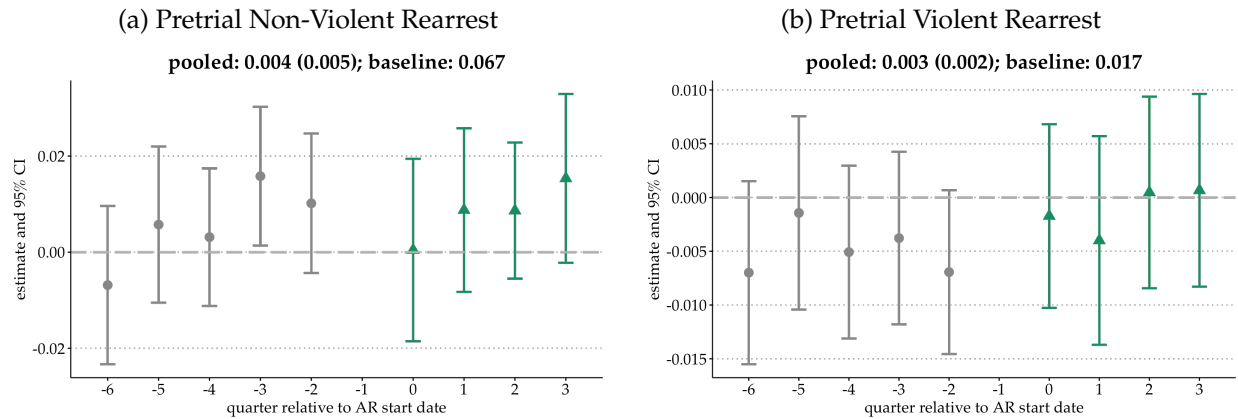 (a) Pretrial Non-Violent Rearrest
pooled: 0.004 (0.005); baseline: 0.067
estimate and 95% CI
0.02
0.00
-0.02
-6 -5 -4 -3 -2 -1 0 1 2 3
quarter relative to AR start date
(b) Pretrial Violent Rearrest
pooled: 0.003 (0.002); baseline: 0.017
estimate and 95% CI
0.010
0.005
0.000
-0.005
-0.010
-0.015
-6 -5 -4 -3 -2 -1 0 1 2 3
quarter relative to AR start date